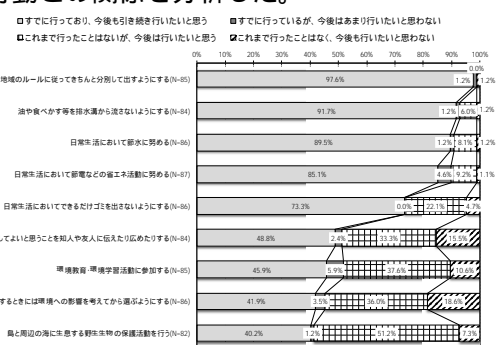 □すでに行っており、今後も引き続き行いたいと思う ■すでに行っているが、今後はあまり行いたいと思わない
これまで行ったことはないが、今後は行いたいと思う これまで行ったことはなく、今後も行いたいと思わない
0% 10% 20% 30% 40% 50% 60% 70% 80% 90% 100%
0.0%
地域のルールに従ってきちんと分別して出すようにする(N=85) 97.6% 1.2% 1.2%
油や食べかす等を排水溝から流さないようにする(N=84) 91.7% 1.2% 6.0% 1.2%
日常生活において節水に努める(N=86) 89.5% 1.2% 8.1% 1.2%
日常生活において節電などの省エネ活動に努める(N=87) 85.1% 4.6% 9.2% 1.1%
日常生活においてできるだけゴミを出さないようにする(N=86) 73.3% 0.0% 22.1% 4.7%
してよいと思うことを知人や友人に伝えたり広めたりする(N=84) 48.8% 2.4% 33.3% 15.5%
環境教育・環境学習活動に参加する(N=85) 45.9% 5.9% 37.6% 10.6%
するときには環境への影響を考えてから選ぶようにする(N=86) 41.9% 3.5% 36.0% 18.6%
島と周辺の海に生息する野生生物の保護活動を行う(N=82) 40.2% 1.2% 51.2% 7.3%